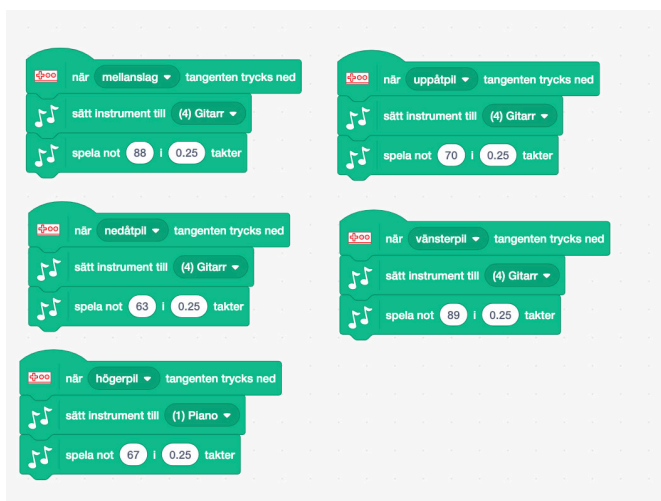 när mellanslag tangenten trycks ned
sätt instrument till (4) Gitarr
spela not 88 i 0.25 takter
när uppåtpil tangenten trycks ned
sätt instrument till (4) Gitarr
spela not 70 i 0.25 takter
när nedåtpil tangenten trycks ned
sätt instrument till (4) Gitarr
spela not 63 i 0.25 takter
när vänsterpil tangenten trycks ned
sätt instrument till (4) Gitarr
spela not 89 i 0.25 takter
när högerpil tangenten trycks ned
sätt instrument till (1) Piano
spela not 67 i 0.25 takter